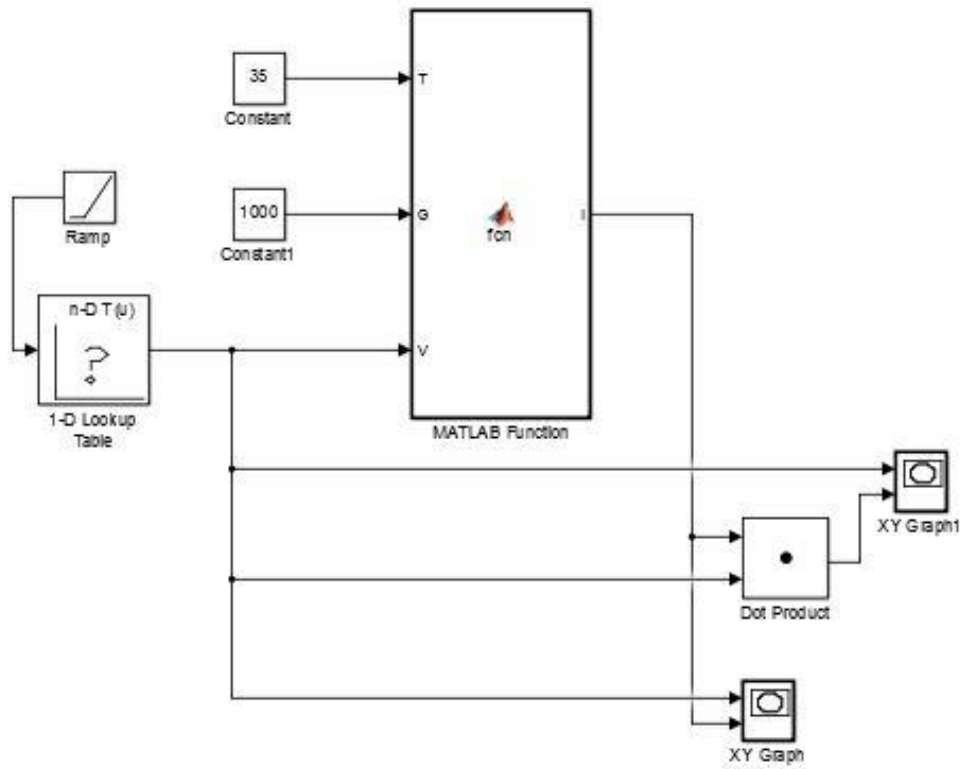 35
Constant
T
Ramp
1000
Constant1
G
fcn
I
n-D T(u)
1-D Lookup
Table
V
MATLAB Function
XY Graph1
Dot Product
XY Graph